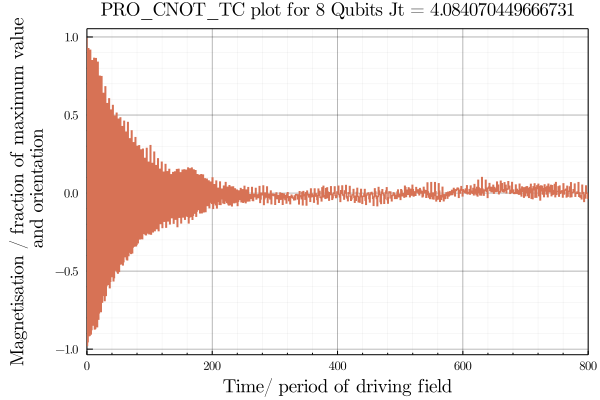 PRO_CNOT_TC plot for 8 Qubits Jt = 4.084070449666731
Magnetisation / fraction of maximum value
and orientation
1.0
0.5
0.0
−0.5
−1.0
0
200
400
600
800
Time/ period of driving field